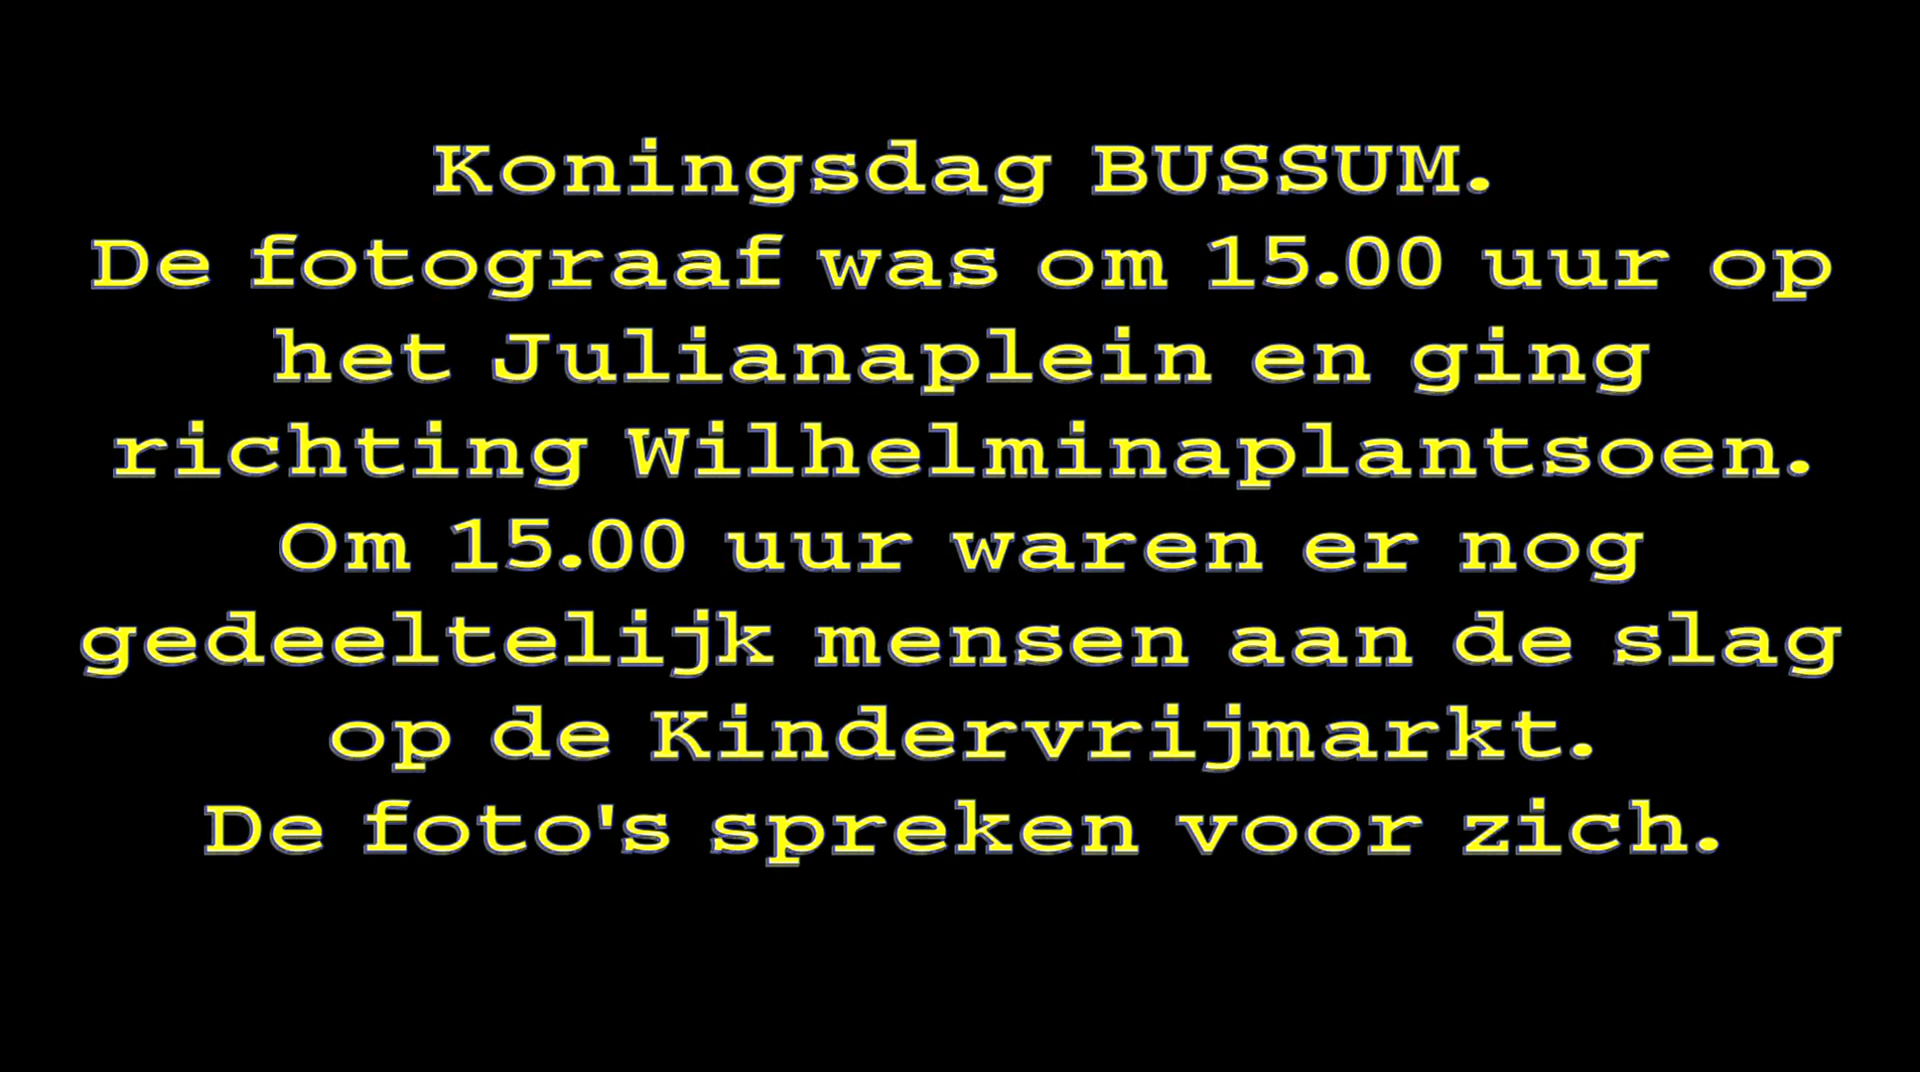 Koningsdag BUSSUM.
De fotograaf was om 15.00 uur op
het Julianaplein en ging
richting Wilhelminaplantsoen.
Om 15.00 uur waren er nog
gedeeltelijk mensen aan de slag
op de Kindervrijmarkt.
De foto's spreken voor zich.